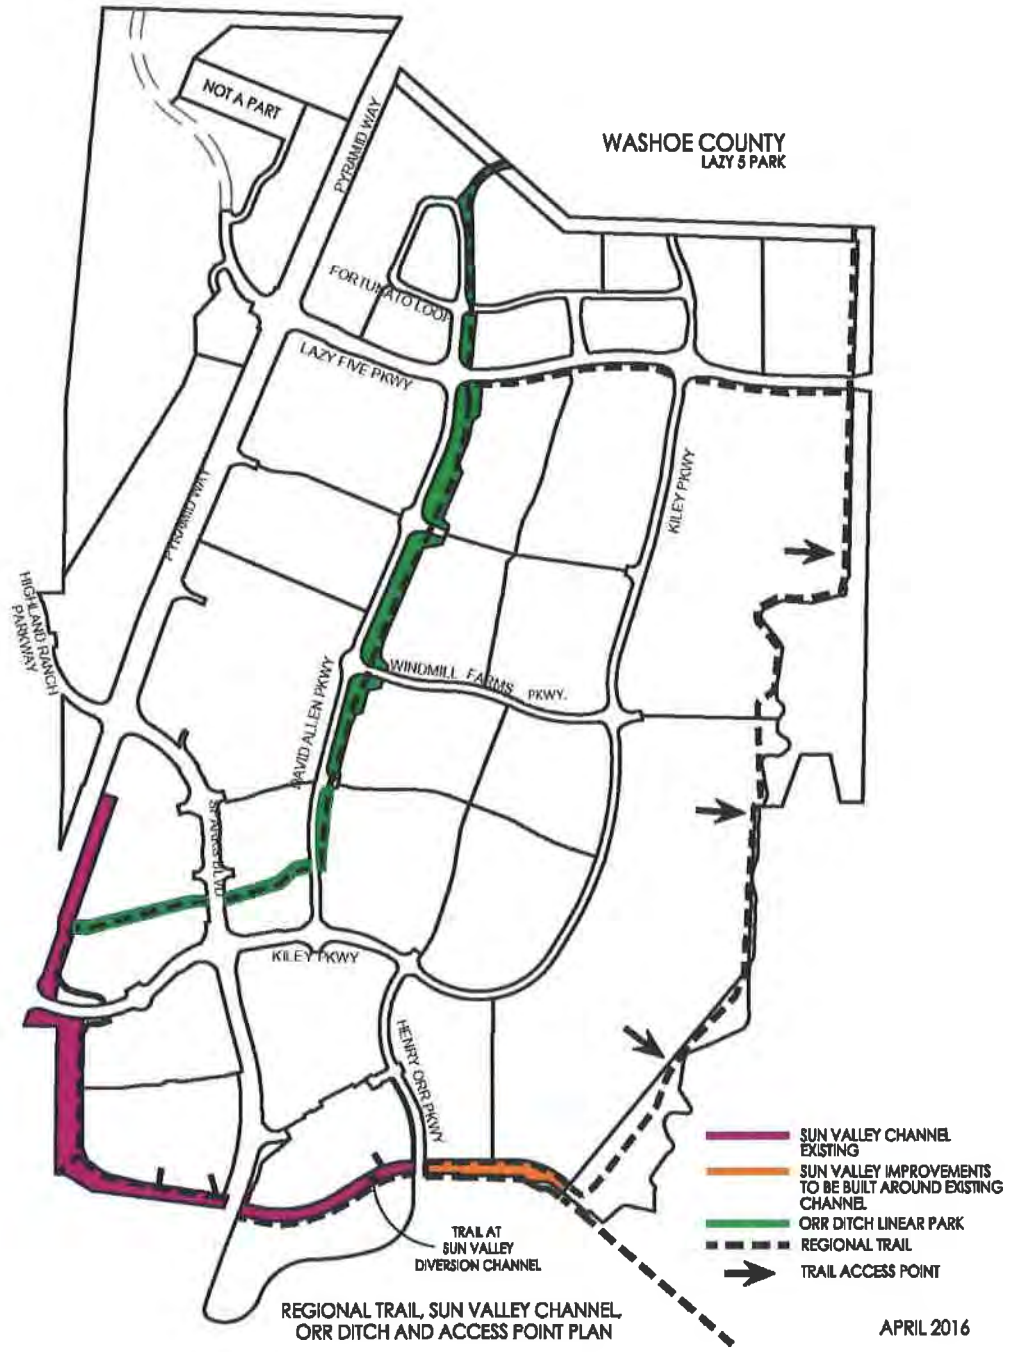 NOT A PART
PYRAMID WAY
WASHOE COUNTY
LAZY 5 PARK
FORTUNATO LOOP
LAZY FIVE PKWY
KILEY PKWY
PYRAMID WAY
HIGHLAND RANCH
PARKWAY
WINDMILL FARMS PKWY.
DAVID ALLEN PKWY
SPARKS BLVD
KILEY PKWY
HENRY ORR PKWY
SUN VALLEY CHANNEL
EXISTING
SUN VALLEY IMPROVEMENTS
TO BE BUILT AROUND EXISTING
CHANNEL
ORR DITCH LINEAR PARK
REGIONAL TRAIL
TRAIL ACCESS POINT
TRAIL AT
SUN VALLEY
DIVERSION CHANNEL
REGIONAL TRAIL, SUN VALLEY CHANNEL,
ORR DITCH AND ACCESS POINT PLAN
APRIL 2016